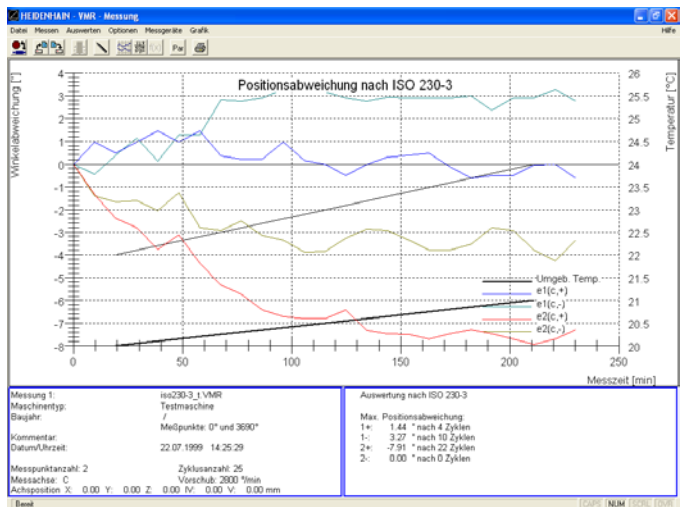 HEIDENHAIN - VMR - Messung
Datei Messen Auswerten Optionen Messgeräte Grafik Hilfe
Par
Positionsabweichung nach ISO 230-3
Winkelabweichung ["]
Temperatur [°C]
4
3
2
1
0
-1
-2
-3
-4
-5
-6
-7
-8
26
25.5
25
24.5
24
23.5
23
22.5
22
21.5
21
20.5
20
Umgeb. Temp.
e1(c,+)
e1(c,-)
e2(c,+)
e2(c,-)
0 50 100 150 200 250
Messzeit [min]
Messung 1: iso230-3_t.VMR
Maschinentyp: Testmaschine
Baujahr: /
Meßpunkte: 0° und 3690°
Kommentar:
Datum/Uhrzeit: 22.07.1999 14:25:29
Messpunktanzahl: 2 Zyklusanzahl: 25
Messachse: C Vorschub: 2800 °/min
Achsposition X: 0.00 Y: 0.00 Z: 0.00 IV: 0.00 V: 0.00 mm
Auswertung nach ISO 230-3
Max. Positionsabweichung:
1+: 1.44 " nach 4 Zyklen
1-: 3.27 " nach 10 Zyklen
2+: -7.91 " nach 22 Zyklen
2-: 0.00 " nach 0 Zyklen
Bereit
CAPS NUM SCRL OVR